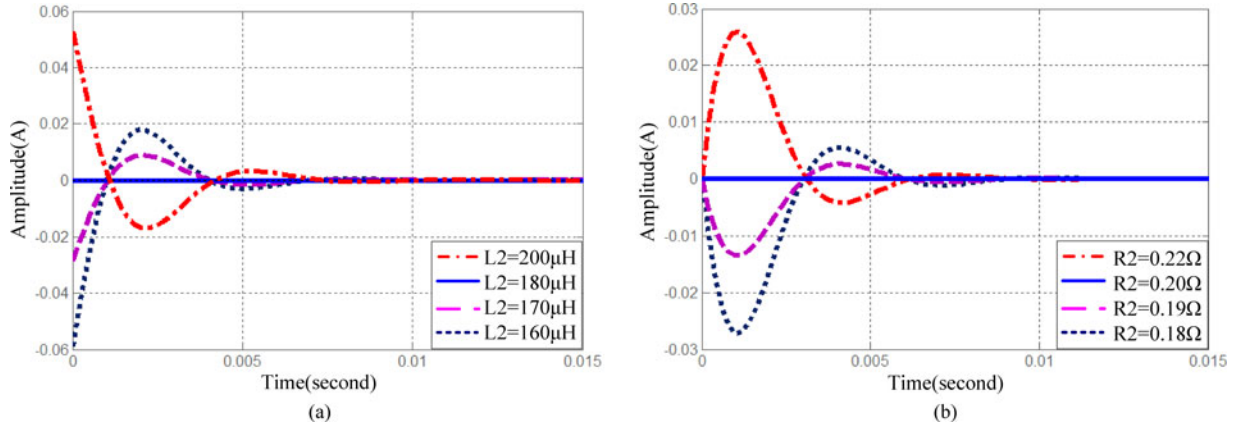 0.06
0.04
0.02
0
-0.02
-0.04
-0.06
Amplitude(A)
0
0.005
0.01
0.015
Time(second)
L2=200μH
L2=180μH
L2=170μH
L2=160μH
(a)
0.03
0.02
0.01
0
-0.01
-0.02
-0.03
Amplitude(A)
0
0.005
0.01
0.015
Time(second)
R2=0.22Ω
R2=0.20Ω
R2=0.19Ω
R2=0.18Ω
(b)